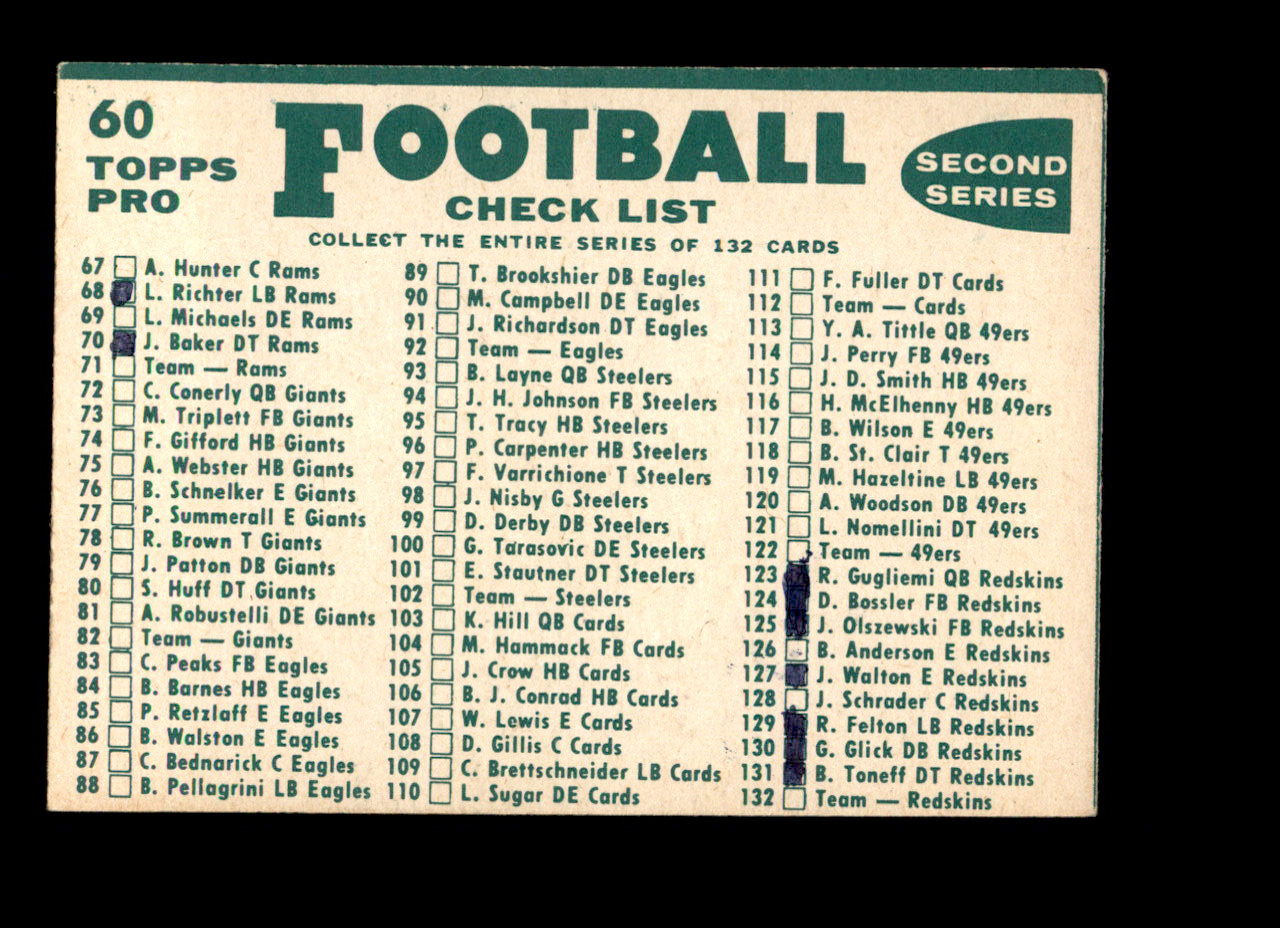 60
TOPPS
PRO
FOOTBALL
CHECK LIST
SECOND
SERIES
COLLECT THE ENTIRE SERIES OF 132 CARDS
67 A. Hunter C Rams
68 L. Richter LB Rams
69 L. Michaels DE Rams
70 J. Baker DT Rams
71 Team — Rams
72 C. Conerly QB Giants
73 M. Triplett FB Giants
74 F. Gifford HB Giants
75 A. Webster HB Giants
76 B. Schnelker E Giants
77 P. Summerall E Giants
78 R. Brown T Giants
79 J. Patton DB Giants
80 S. Huff DT Giants
81 A. Robustelli DE Giants
82 Team — Giants
83 C. Peaks FB Eagles
84 B. Barnes HB Eagles
85 P. Retzlaff E Eagles
86 B. Walston E Eagles
87 C. Bednarick C Eagles
88 B. Pellagrini LB Eagles
89 T. Brookshier DB Eagles
90 M. Campbell DE Eagles
91 J. Richardson DT Eagles
92 Team — Eagles
93 B. Layne QB Steelers
94 J. H. Johnson FB Steelers
95 T. Tracy HB Steelers
96 P. Carpenter HB Steelers
97 F. Varrichione T Steelers
98 J. Nisby G Steelers
99 D. Derby DB Steelers
100 G. Tarasovic DE Steelers
101 E. Stautner DT Steelers
102 Team — Steelers
103 K. Hill QB Cards
104 M. Hammack FB Cards
105 J. Crow HB Cards
106 B. J. Conrad HB Cards
107 W. Lewis E Cards
108 D. Gillis C Cards
109 C. Brettschneider LB Cards
110 L. Sugar DE Cards
111 F. Fuller DT Cards
112 Team — Cards
113 Y. A. Tittle QB 49ers
114 J. Perry FB 49ers
115 J. D. Smith HB 49ers
116 H. McElhenny HB 49ers
117 B. Wilson E 49ers
118 B. St. Clair T 49ers
119 M. Hazeltine LB 49ers
120 A. Woodson DB 49ers
121 L. Nomellini DT 49ers
122 Team — 49ers
123 R. Gugliemi QB Redskins
124 D. Bossler FB Redskins
125 J. Olszewski FB Redskins
126 B. Anderson E Redskins
127 J. Walton E Redskins
128 J. Schrader C Redskins
129 R. Felton LB Redskins
130 G. Glick DB Redskins
131 B. Toneff DT Redskins
132 Team — Redskins